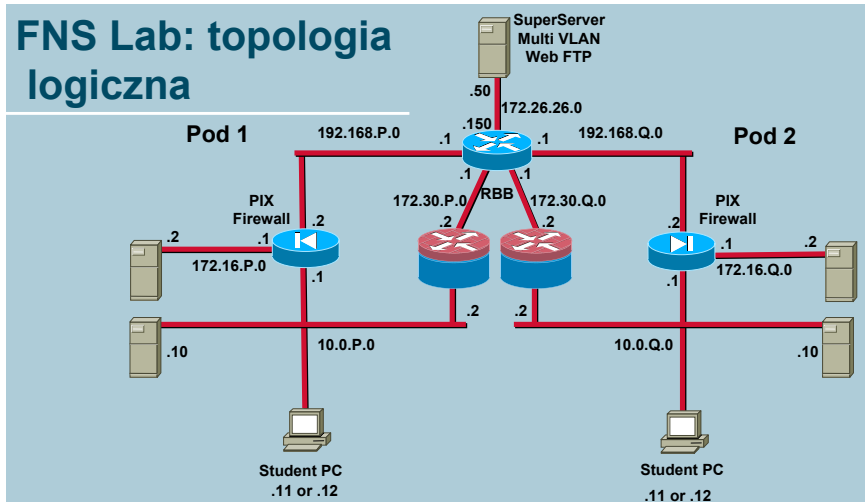 FNS Lab: topologia
logiczna
SuperServer
Multi VLAN
Web FTP
.50
172.26.26.0
.150
Pod 1
192.168.P.0
.1
.1
192.168.Q.0
Pod 2
.1
.1
172.30.P.0
RBB
172.30.Q.0
PIX
Firewall
.2
.2
.2
.2
PIX
Firewall
.2
.1
172.16.P.0
.1
.1
.2
172.16.Q.0
.1
.2
.2
.10
10.0.P.0
10.0.Q.0
.10
Student PC
.11 or .12
Student PC
.11 or .12